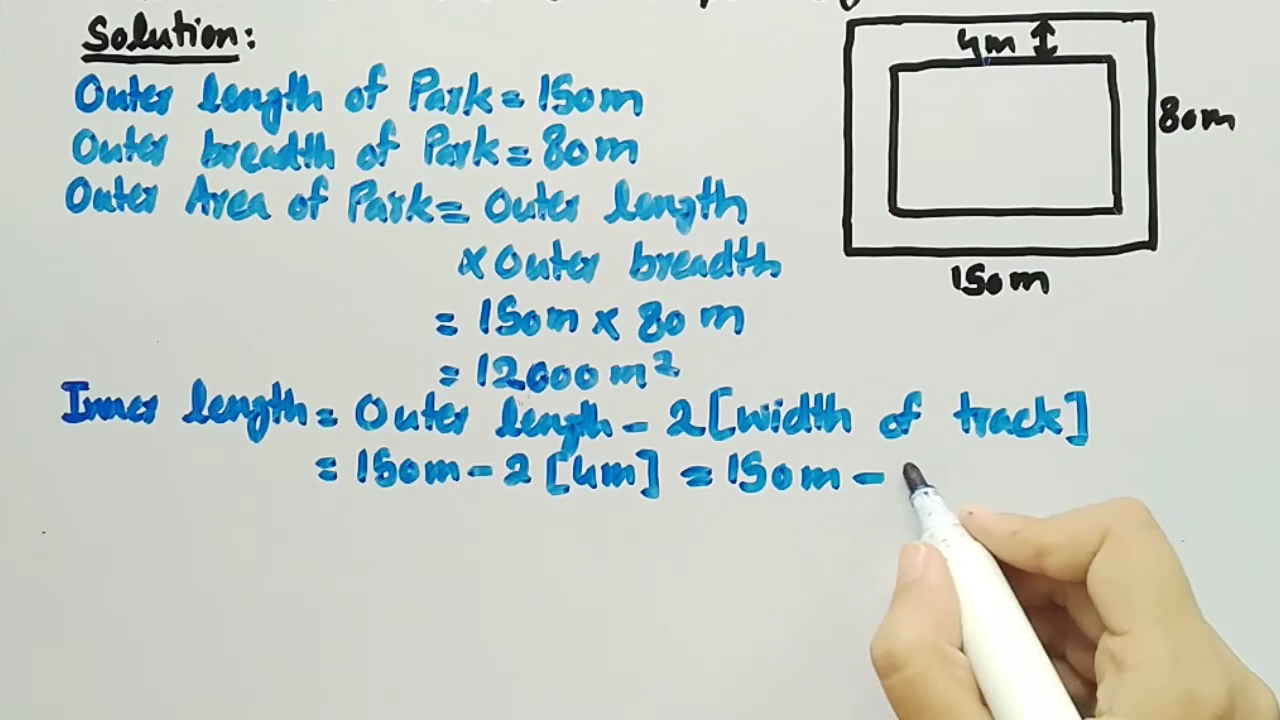 Solution:
Outer length of Park = 150m
Outer breadth of Park = 80m
Outer Area of Park = Outer length
× Outer breadth
= 150m × 80 m
= 12000 m²
Inner length = Outer length - 2 [width of track]
= 150m - 2 [4m] = 150m -
4m
80m
150m